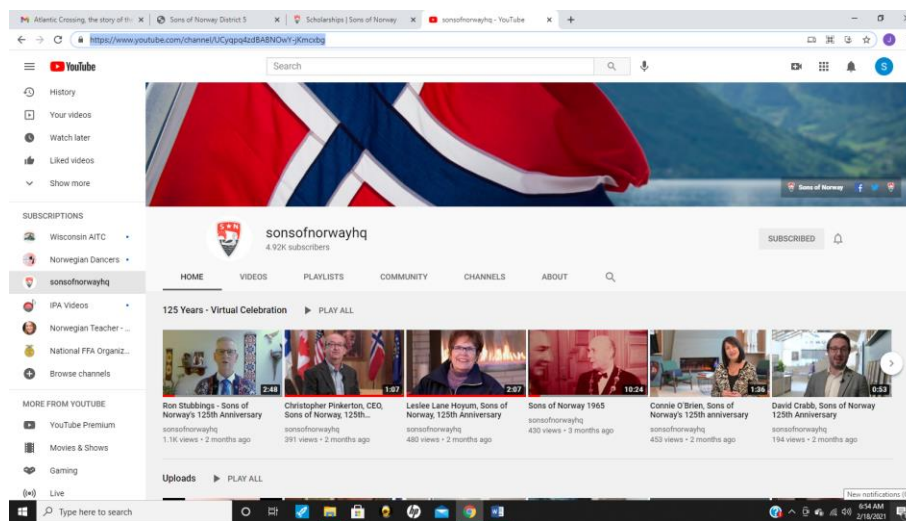 Atlantic Crossing, the story of th
Sons of Norway District 5
Scholarships | Sons of Norway
sonsofnorwayhq - YouTube
https://www.youtube.com/channel/UCyqpq4zdBA8NOwY-jKmcxbg
YouTube
Search
S
History
Your videos
Watch later
Liked videos
Show more
Sons of Norway
SUBSCRIPTIONS
Wisconsin AITC
Norwegian Dancers
sonsofnorwayhq
IPA Videos
Norwegian Teacher - ...
National FFA Organiz...
Browse channels
MORE FROM YOUTUBE
YouTube Premium
Movies & Shows
Gaming
Live
sonsofnorwayhq
4.92K subscribers
SUBSCRIBED
HOME VIDEOS PLAYLISTS COMMUNITY CHANNELS ABOUT
125 Years - Virtual Celebration PLAY ALL
2:48
1:07
2:07
10:24
1:36
0:53
Ron Stubbings - Sons of
Norway's 125th Anniversary
sonsofnorwayhq
1.1K views • 2 months ago
Christopher Pinkerton, CEO,
Sons of Norway, 125th...
sonsofnorwayhq
391 views • 2 months ago
Leslee Lane Hoyum, Sons of
Norway, 125th Anniversary
sonsofnorwayhq
480 views • 2 months ago
Sons of Norway 1965
sonsofnorwayhq
430 views • 3 months ago
Connie O'Brien, Sons of
Norway's 125th anniversary
sonsofnorwayhq
453 views • 2 months ago
David Crabb, Sons of Norway
125th Anniversary
sonsofnorwayhq
194 views • 2 months ago
Uploads PLAY ALL
New notifications
Type here to search
6:54 AM
2/18/2021